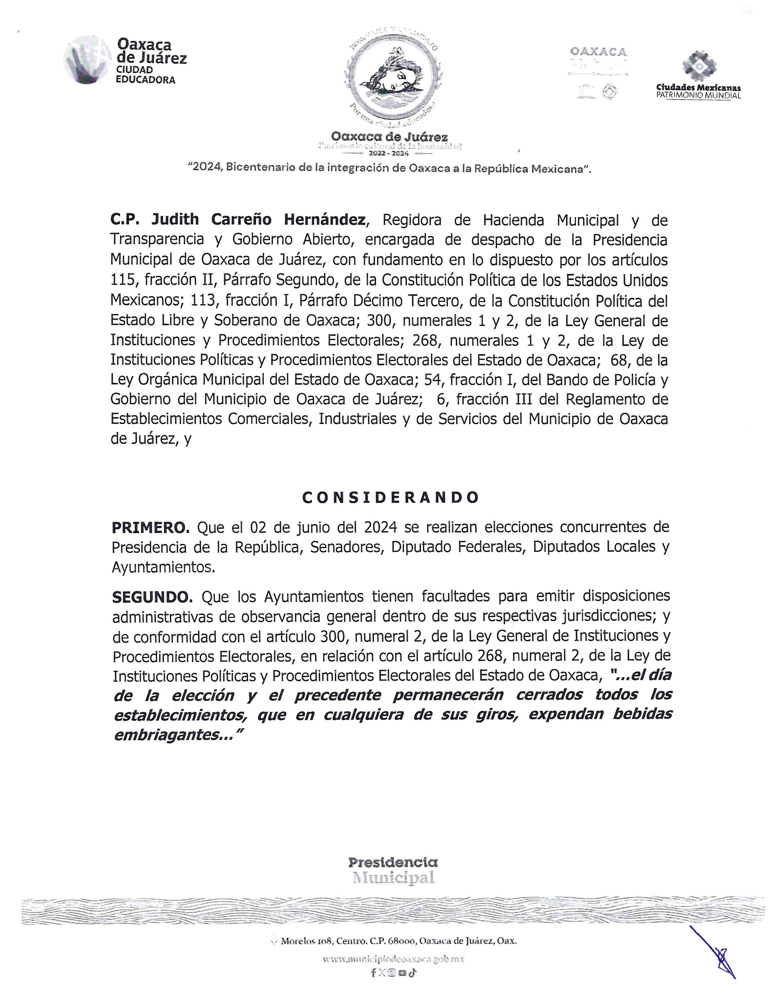 Oaxaca
de Juárez
CIUDAD
EDUCADORA
HONORABLE AYUNTAMIENTO
Por una ciudad educadora
Oaxaca de Juárez
Patrimonio cultural de la humanidad
2022 - 2024
OAXACA
Ciudades Mexicanas
PATRIMONIO MUNDIAL
“2024, Bicentenario de la integración de Oaxaca a la República Mexicana”.
C.P. Judith Carreño Hernández, Regidora de Hacienda Municipal y de
Transparencia y Gobierno Abierto, encargada de despacho de la Presidencia
Municipal de Oaxaca de Juárez, con fundamento en lo dispuesto por los artículos
115, fracción II, Párrafo Segundo, de la Constitución Política de los Estados Unidos
Mexicanos; 113, fracción I, Párrafo Décimo Tercero, de la Constitución Política del
Estado Libre y Soberano de Oaxaca; 300, numerales 1 y 2, de la Ley General de
Instituciones y Procedimientos Electorales; 268, numerales 1 y 2, de la Ley de
Instituciones Políticas y Procedimientos Electorales del Estado de Oaxaca; 68, de la
Ley Orgánica Municipal del Estado de Oaxaca; 54, fracción I, del Bando de Policía y
Gobierno del Municipio de Oaxaca de Juárez; 6, fracción III del Reglamento de
Establecimientos Comerciales, Industriales y de Servicios del Municipio de Oaxaca
de Juárez, y
C O N S I D E R A N D O
PRIMERO. Que el 02 de junio del 2024 se realizan elecciones concurrentes de
Presidencia de la República, Senadores, Diputado Federales, Diputados Locales y
Ayuntamientos.
SEGUNDO. Que los Ayuntamientos tienen facultades para emitir disposiciones
administrativas de observancia general dentro de sus respectivas jurisdicciones; y
de conformidad con el artículo 300, numeral 2, de la Ley General de Instituciones y
Procedimientos Electorales, en relación con el artículo 268, numeral 2, de la Ley de
Instituciones Políticas y Procedimientos Electorales del Estado de Oaxaca, "...el día
de la elección y el precedente permanecerán cerrados todos los
establecimientos, que en cualquiera de sus giros, expendan bebidas
embriagantes...”
Presidencia
Municipal
Morelos 108, Centro. C.P. 68000, Oaxaca de Juárez, Oax.
www.municipiodeoaxaca.gob.mx